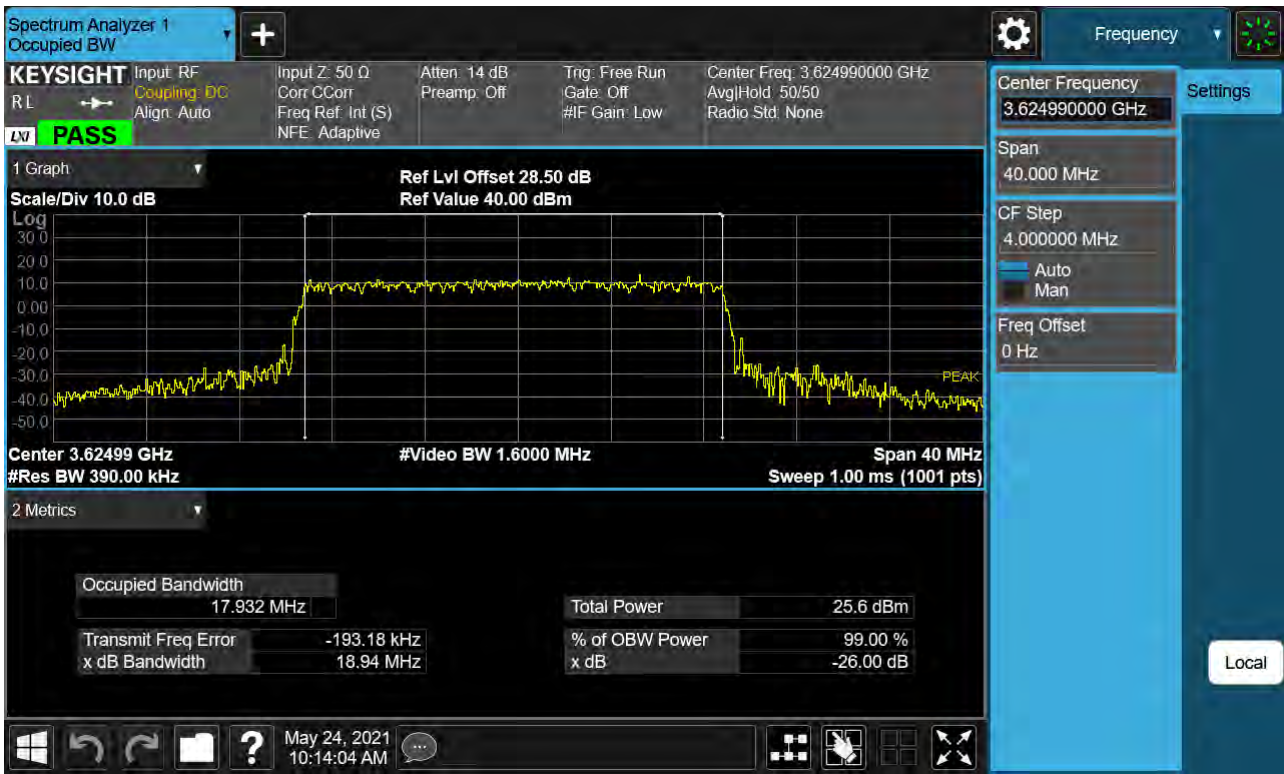 Spectrum Analyzer 1
Occupied BW
+
Frequency
KEYSIGHT
RL
LXI
PASS
Input: RF
Coupling: DC
Align: Auto
Input Z: 50 Ω
Corr CCorr
Freq Ref: Int (S)
NFE: Adaptive
Atten: 14 dB
Preamp: Off
Trig: Free Run
Gate: Off
#IF Gain: Low
Center Freq: 3.624990000 GHz
Avg|Hold: 50/50
Radio Std: None
Center Frequency
3.624990000 GHz
Settings
Span
40.000 MHz
CF Step
4.000000 MHz
Auto
Man
Freq Offset
0 Hz
Local
1 Graph
Scale/Div 10.0 dB
Ref Lvl Offset 28.50 dB
Ref Value 40.00 dBm
Log
30.0
20.0
10.0
0.00
-10.0
-20.0
-30.0
-40.0
-50.0
PEAK
Center 3.62499 GHz
#Video BW 1.6000 MHz
Span 40 MHz
#Res BW 390.00 kHz
Sweep 1.00 ms (1001 pts)
2 Metrics
Occupied Bandwidth
17.932 MHz
Total Power 25.6 dBm
Transmit Freq Error -193.18 kHz
% of OBW Power 99.00 %
x dB Bandwidth 18.94 MHz
x dB -26.00 dB
?
May 24, 2021
10:14:04 AM